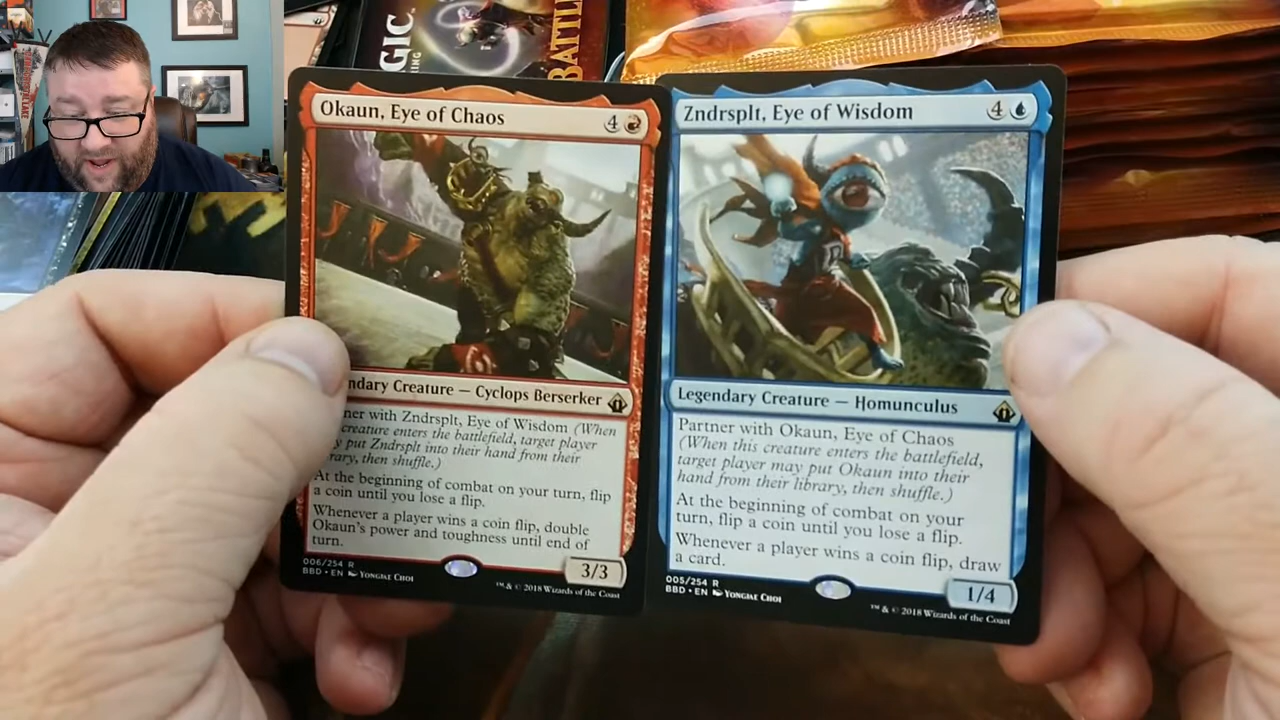 GIC
BATTL
Okaun, Eye of Chaos
4
Legendary Creature — Cyclops Berserker
with Zndrsplt, Eye of Wisdom (When
creature enters the battlefield, target player
put Zndrsplt into their hand from their
then shuffle.)
At the beginning of combat on your turn, flip
a coin until you lose a flip.
Whenever a player wins a coin flip, double
Okaun's power and toughness until end of
turn.
3/3
006/254 R
BBD • EN Yongjae Choi
™ & © 2018 Wizards of the Coast
Zndrsplt, Eye of Wisdom
4
Legendary Creature — Homunculus
Partner with Okaun, Eye of Chaos
(When this creature enters the battlefield,
target player may put Okaun into their
hand from their library, then shuffle.)
At the beginning of combat on your
turn, flip a coin until you lose a flip.
Whenever a player wins a coin flip, draw
a card.
1/4
005/254 R
BBD • EN Yongjae Choi
™ & © 2018 Wizards of the Coast